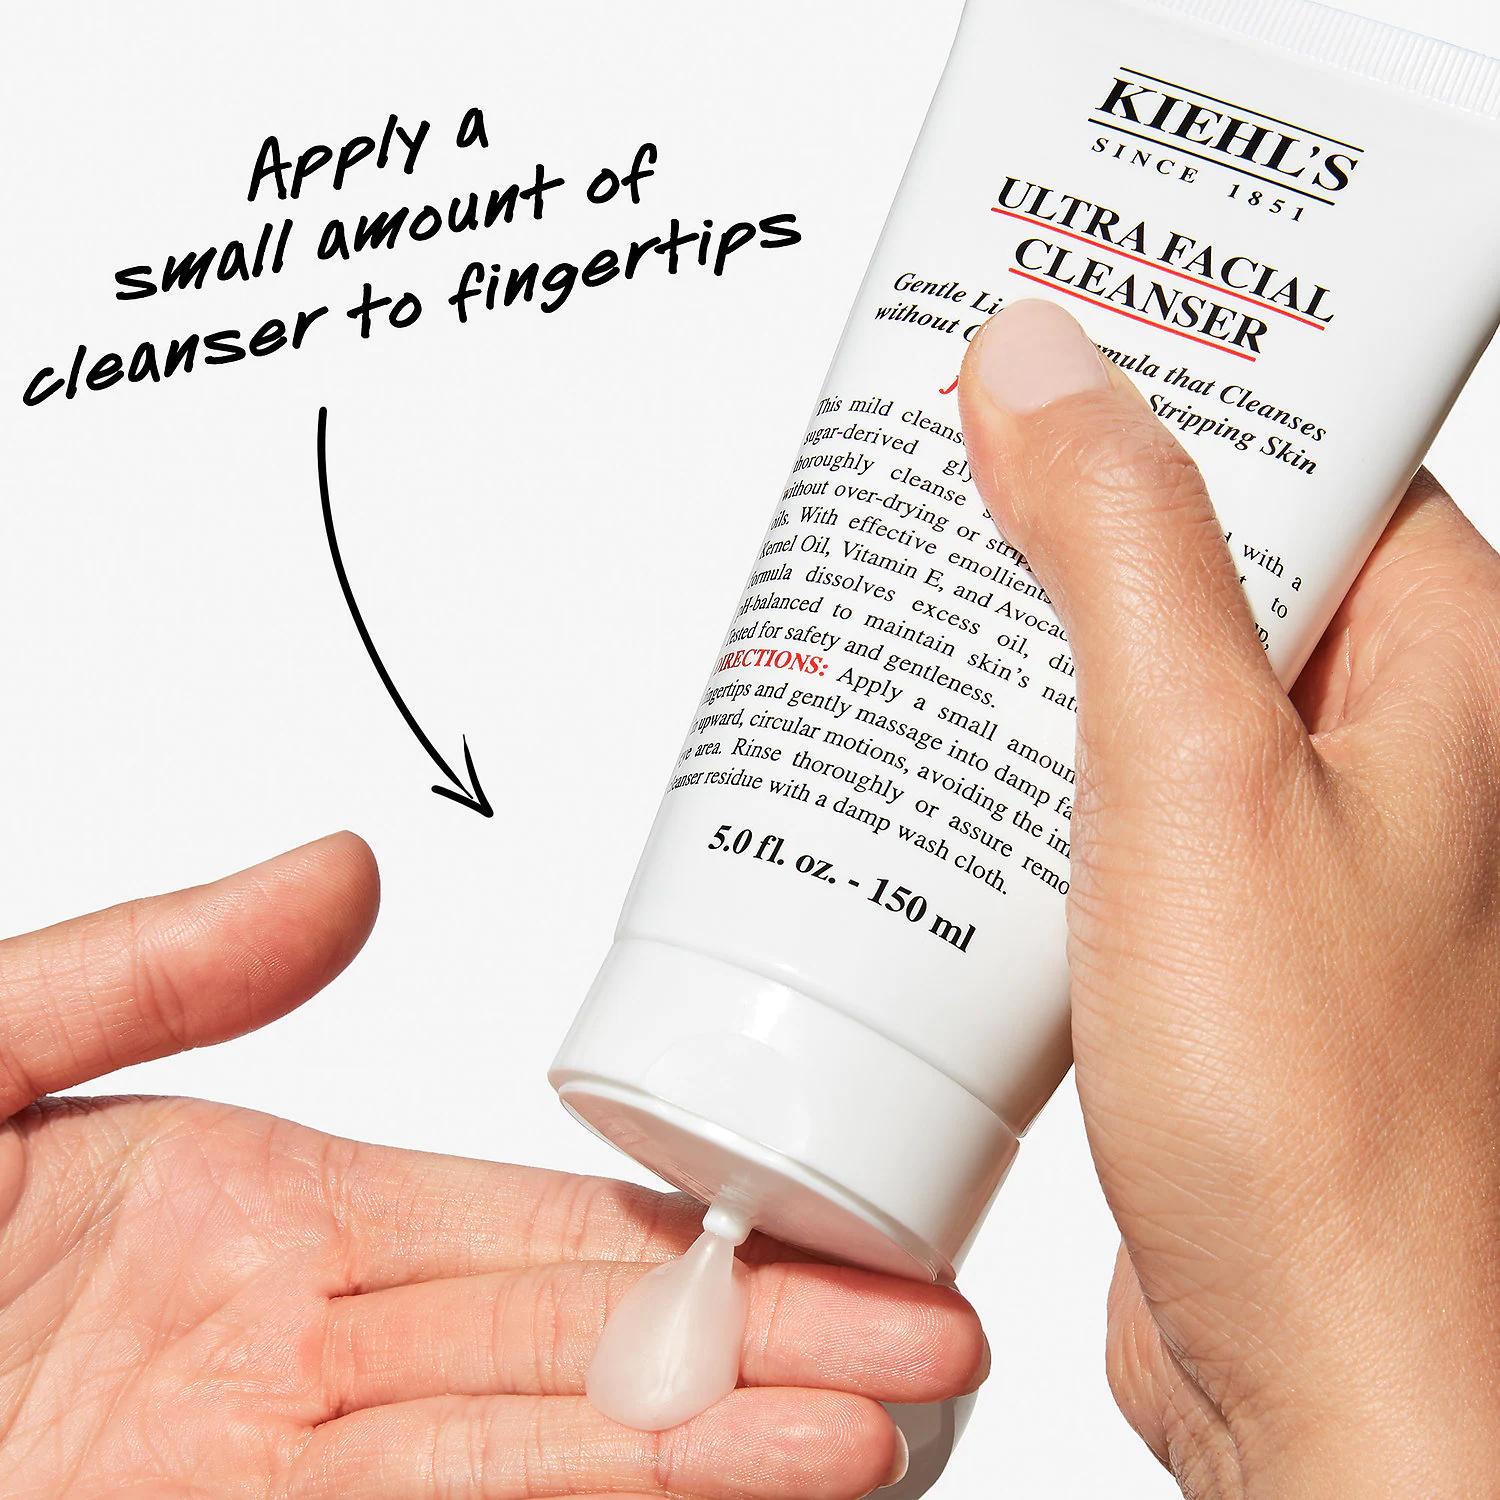 Apply a
small amount of
cleanser to fingertips
KIEHL'S
SINCE 1851
ULTRA FACIAL
CLEANSER
Gentle mula that Cleanses
without Stripping Skin
This mild cleans
sugar-derived gly
thoroughly cleanse
without over-drying or strip d with a
oils. With effective emollients to
Kernel Oil, Vitamin E, and Avoca
formula dissolves excess oil, di
pH-balanced to maintain skin's nat
Tested for safety and gentleness.
DIRECTIONS: Apply a small amoun
fingertips and gently massage into damp fa
in upward, circular motions, avoiding the im
eye area. Rinse thoroughly or assure remo
cleanser residue with a damp wash cloth.
5.0 fl. oz. - 150 ml